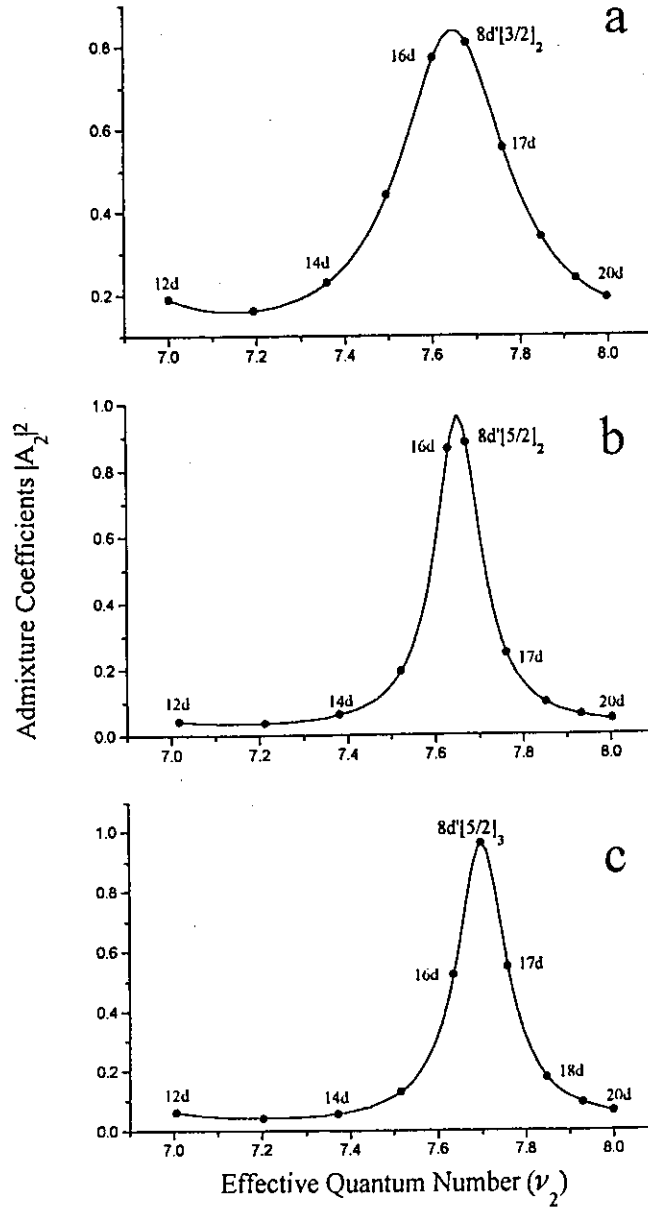 a
0.8
0.6
0.4
0.2
12d
14d
16d
8d'[3/2]₂
17d
20d
7.0 7.2 7.4 7.6 7.8 8.0
b
1.0
0.8
0.6
0.4
0.2
0.0
12d
14d
16d
8d'[5/2]₂
17d
20d
7.0 7.2 7.4 7.6 7.8 8.0
c
1.0
0.8
0.6
0.4
0.2
0.0
12d
14d
16d
8d'[5/2]₃
17d
18d
20d
7.0 7.2 7.4 7.6 7.8 8.0
Admixture Coefficients |A₂|²
Effective Quantum Number (ν₂)